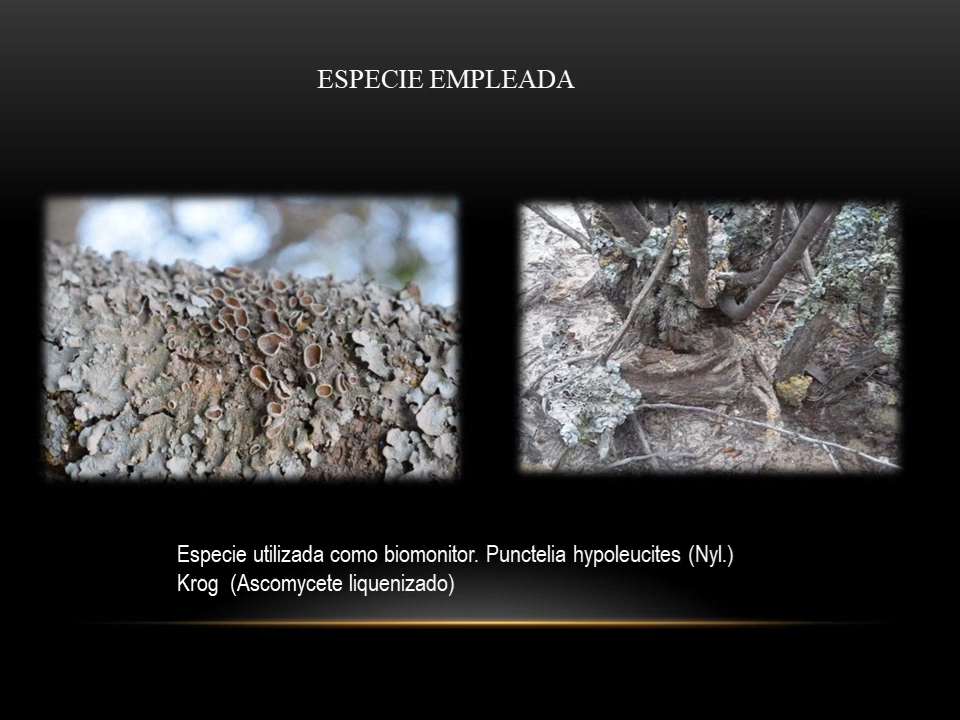 ESPECIE EMPLEADA
Especie utilizada como biomonitor. Punctelia hypoleucites (Nyl.)
Krog (Ascomycete liquenizado)